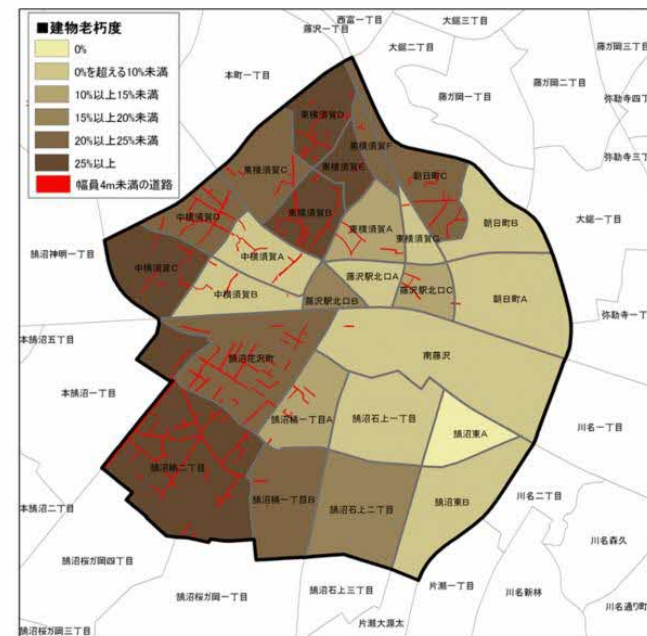 ■建物老朽度
0%
0%を超える10%未満
10%以上15%未満
15%以上20%未満
20%以上25%未満
25%以上
幅員4m未満の道路
西富一丁目
大鋸三丁目
藤沢一丁目
大鋸二丁目
藤が岡三丁目
本町一丁目
藤が岡一丁目
藤が岡二丁目
弥勒寺四丁
東横須賀D
東横須賀F
弥勒寺三丁
東横須賀E
東横須賀C
朝日町C
中横須賀D
東横須賀B
東横須賀A
朝日町B
大鋸一丁目
東横須賀G
鵠沼神明一丁目
中横須賀A
中横須賀C
藤沢駅北口A
藤沢駅北口C
中横須賀B
藤沢駅北口B
朝日町A
弥勒寺一丁
本鵠沼五丁目
鵠沼花沢町
南藤沢
本鵠沼一丁目
鵠沼橘一丁目A
鵠沼石上一丁目
川名一丁目
鵠沼東A
鵠沼橘二丁目
鵠沼橘一丁目B
鵠沼石上二丁目
鵠沼東B
川名二丁目
本鵠沼二丁目
川名森久
鵠沼桜が岡四丁目
鵠沼桜が岡一丁目
鵠沼石上三丁目
片瀬一丁目
川名新林
川名通り町
片瀬大源太
鵠沼桜が岡三丁目